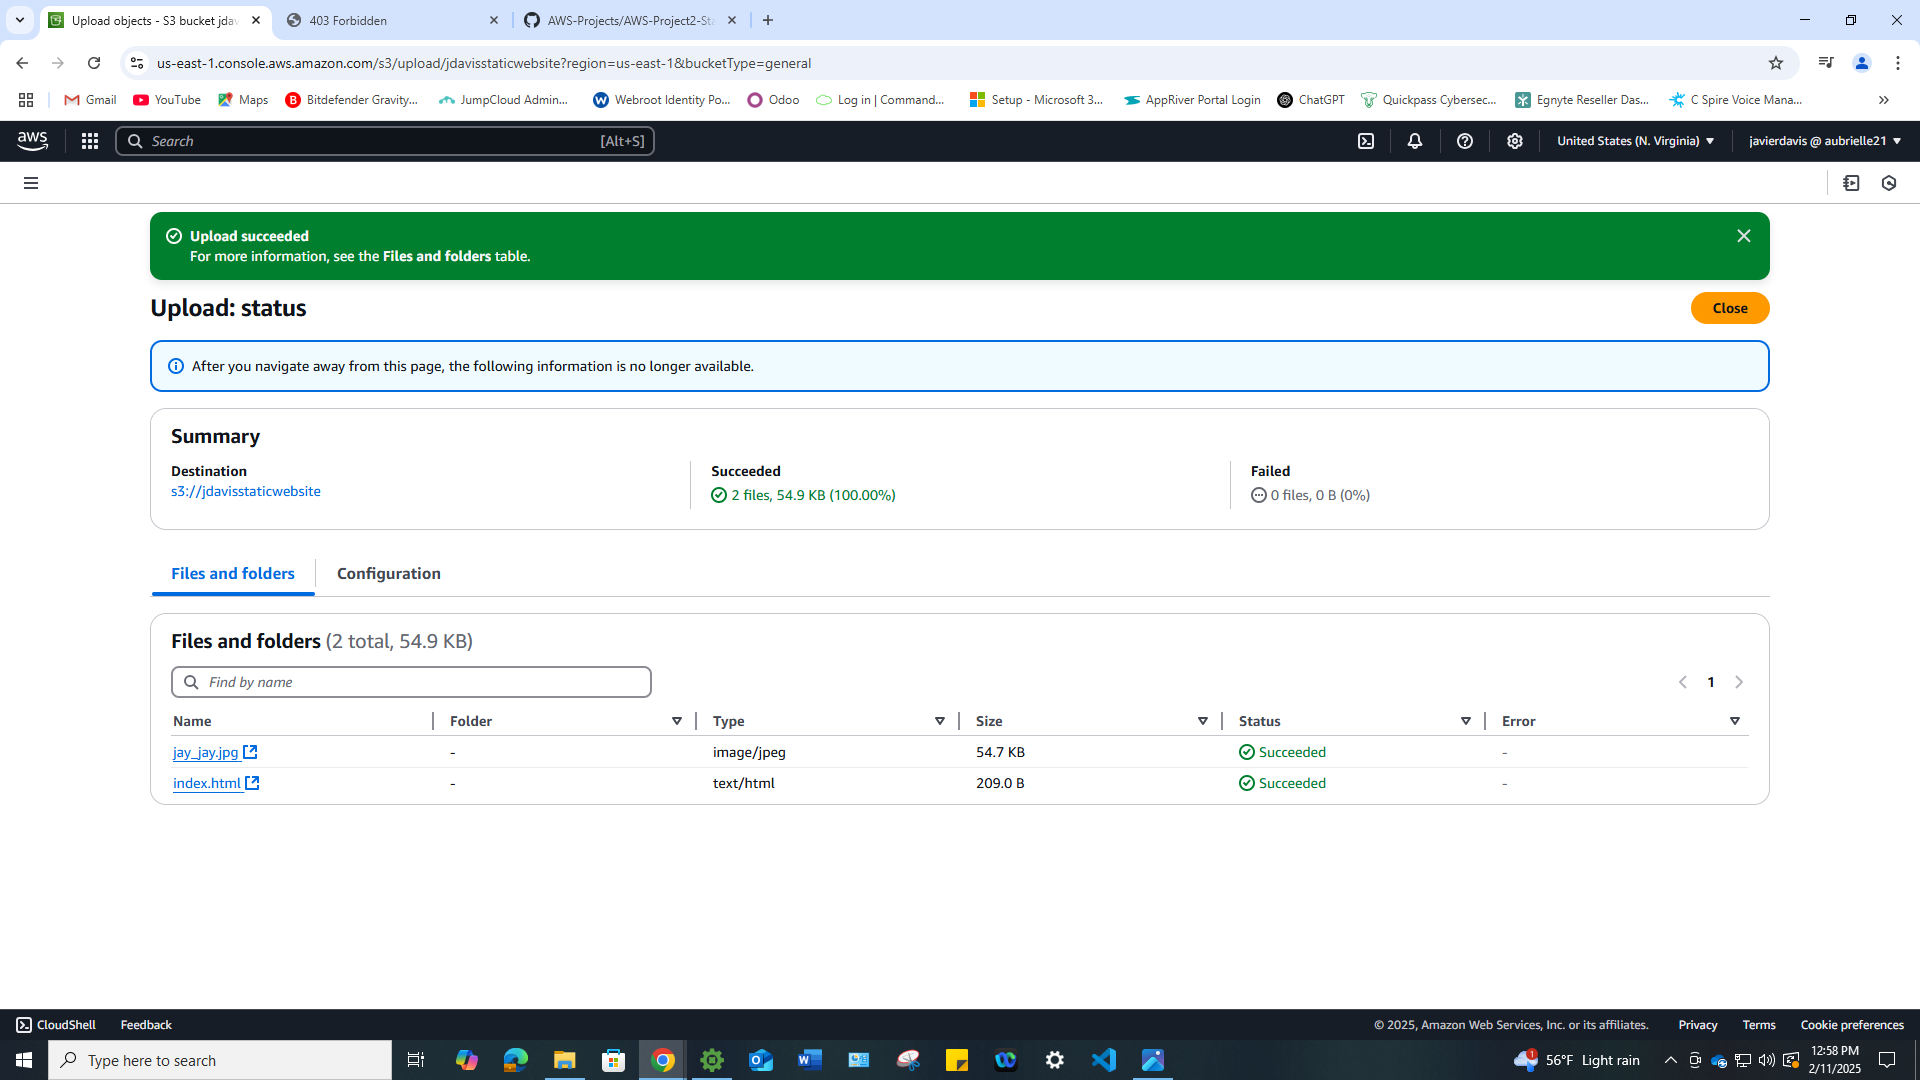 Upload objects - S3 bucket jdav
403 Forbidden
AWS-Projects/AWS-Project2-Sta
us-east-1.console.aws.amazon.com/s3/upload/jdavisstaticwebsite?region=us-east-1&bucketType=general
Gmail
YouTube
Maps
Bitdefender Gravity...
JumpCloud Admin...
Webroot Identity Po...
Odoo
Log in | Command...
Setup - Microsoft 3...
AppRiver Portal Login
ChatGPT
Quickpass Cybersec...
Egnyte Reseller Das...
C Spire Voice Mana...
aws
Search
[Alt+S]
United States (N. Virginia)
javierdavis @ aubrielle21
Upload succeeded
For more information, see the Files and folders table.
Upload: status
Close
After you navigate away from this page, the following information is no longer available.
Summary
Destination
s3://jdavisstaticwebsite
Succeeded
2 files, 54.9 KB (100.00%)
Failed
0 files, 0 B (0%)
Files and folders
Configuration
Files and folders (2 total, 54.9 KB)
Find by name
1
Name Folder Type Size Status Error
jay_jay.jpg - image/jpeg 54.7 KB Succeeded -
index.html - text/html 209.0 B Succeeded -
CloudShell
Feedback
© 2025, Amazon Web Services, Inc. or its affiliates.
Privacy
Terms
Cookie preferences
Type here to search
1
56°F Light rain
12:58 PM
2/11/2025